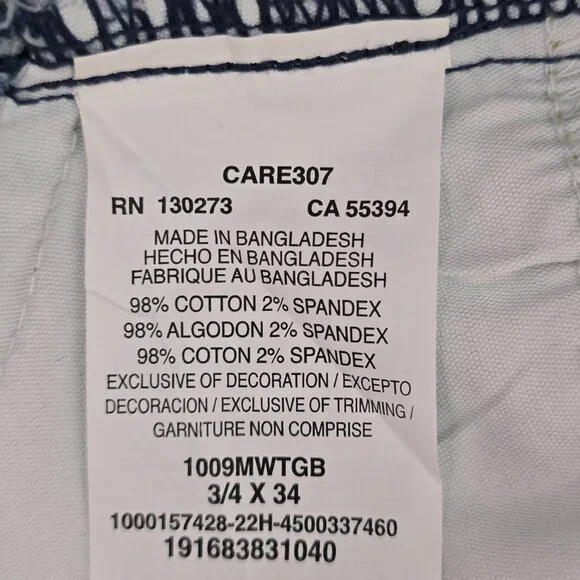 CARE307
RN 130273 CA 55394
MADE IN BANGLADESH
HECHO EN BANGLADESH
FABRIQUE AU BANGLADESH
98% COTTON 2% SPANDEX
98% ALGODON 2% SPANDEX
98% COTON 2% SPANDEX
EXCLUSIVE OF DECORATION / EXCEPTO
DECORACION / EXCLUSIVE OF TRIMMING /
GARNITURE NON COMPRISE
1009MWTGB
3/4 X 34
1000157428-22H-4500337460
191683831040